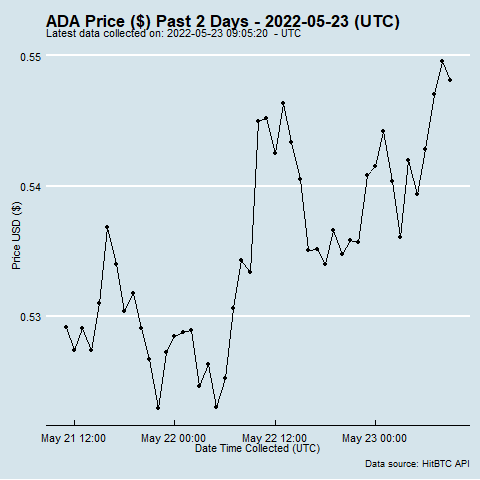 ADA Price ($) Past 2 Days - 2022-05-23 (UTC)
Latest data collected on: 2022-05-23 09:05:20  - UTC
0.55
0.54
0.53
Price USD ($)
May 21 12:00 May 22 00:00 May 22 12:00 May 23 00:00
Date Time Collected (UTC)
Data source: HitBTC API